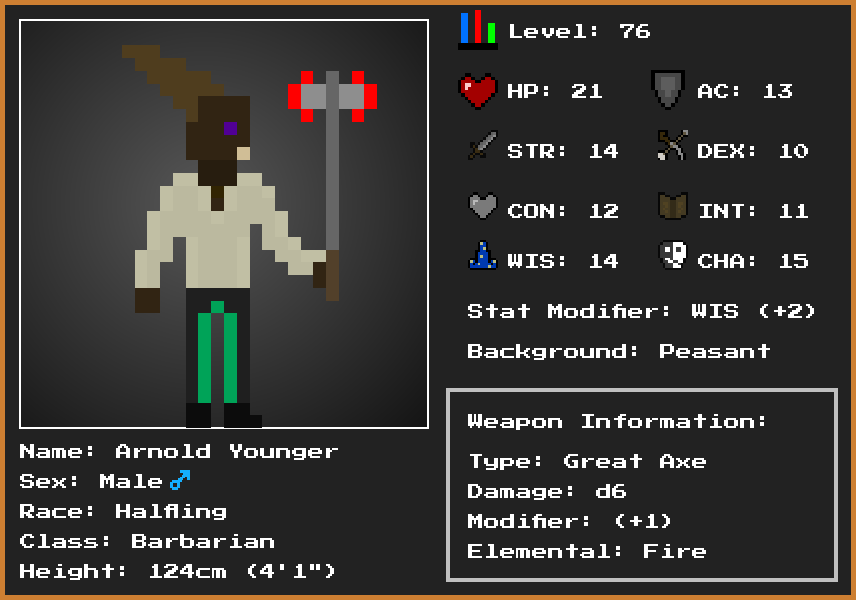 Level: 76
HP: 21
AC: 13
STR: 14
DEX: 10
CON: 12
INT: 11
WIS: 14
CHA: 15
Stat Modifier: WIS (+2)
Background: Peasant
Name: Arnold Younger
Sex: Male ♂
Race: Halfling
Class: Barbarian
Height: 124cm (4'1")
Weapon Information:
Type: Great Axe
Damage: d6
Modifier: (+1)
Elemental: Fire